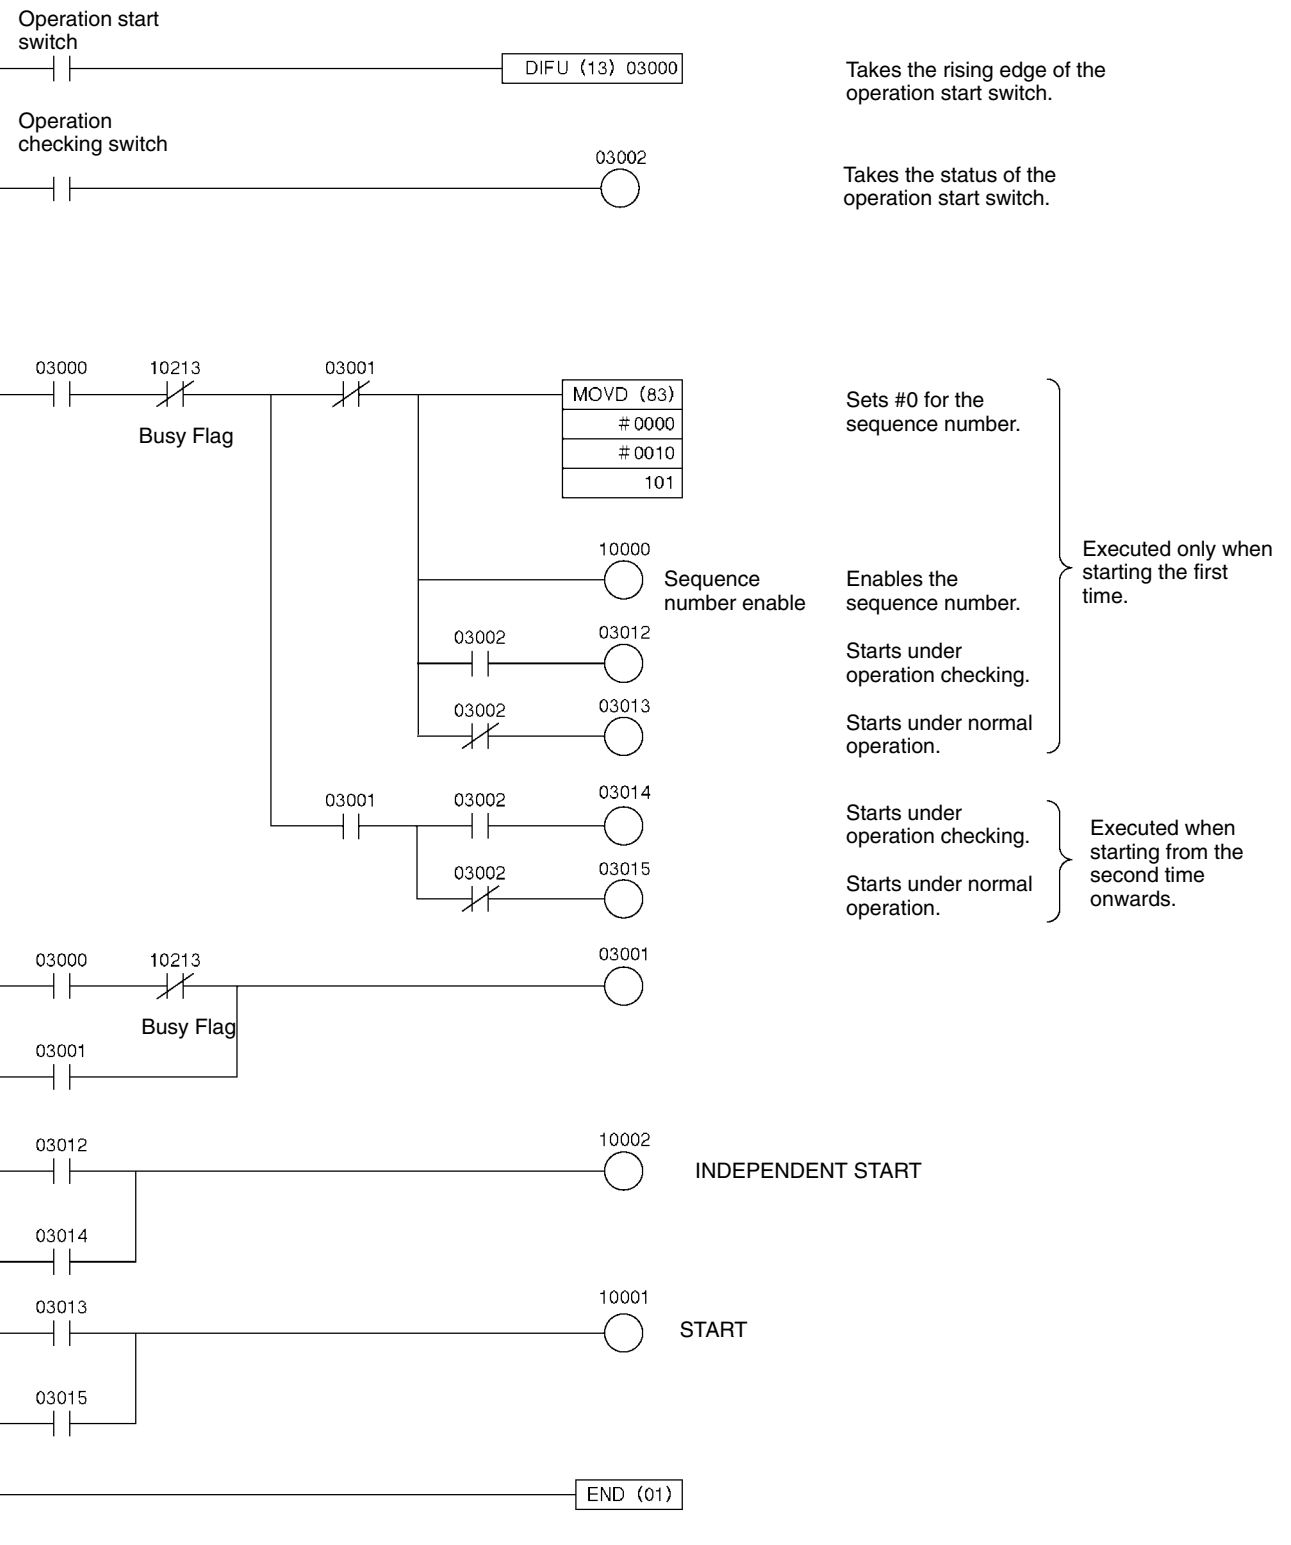 Operation start
switch
DIFU (13) 03000
Takes the rising edge of the
operation start switch.
Operation
checking switch
03002
Takes the status of the
operation start switch.
03000
10213
03001
Busy Flag
MOVD (83)
#0000
#0010
101
Sets #0 for the
sequence number.
10000
Sequence
number enable
Enables the
sequence number.
Executed only when
starting the first
time.
03002
03012
Starts under
operation checking.
03002
03013
Starts under normal
operation.
03001
03002
03014
Starts under
operation checking.
03002
03015
Starts under normal
operation.
Executed when
starting from the
second time
onwards.
03000
10213
03001
Busy Flag
03001
03012
10002
INDEPENDENT START
03014
03013
10001
START
03015
END (01)